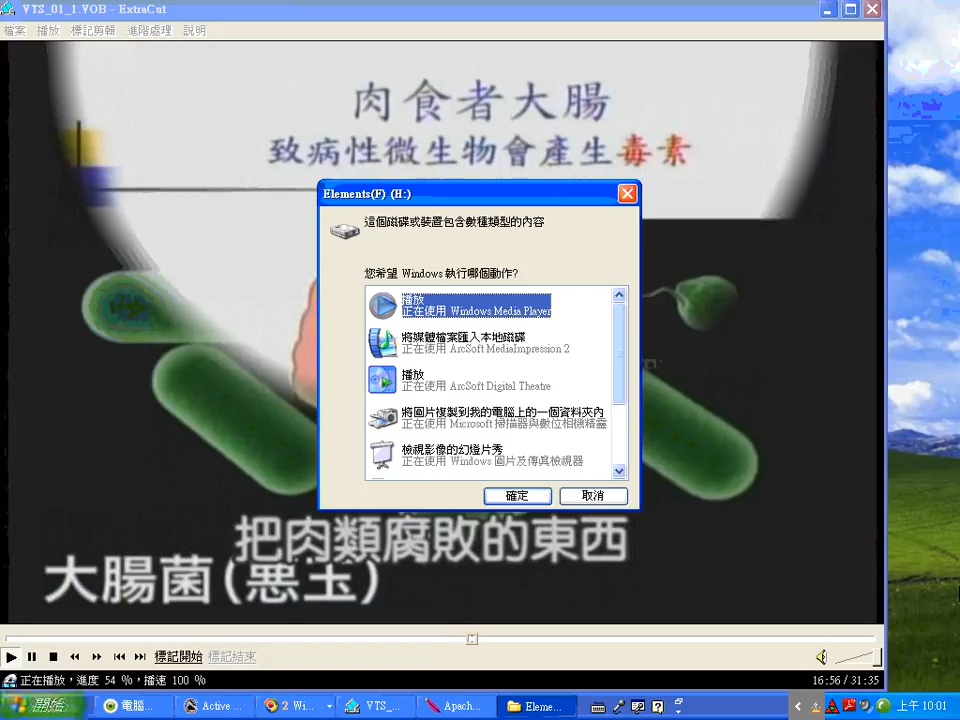 VTS_01_1.VOB - ExtraCut
檔案 播放 標記剪輯 進階處理 說明
肉食者大腸
致病性微生物會產生毒素
Elements(F) (H:)
這個磁碟或裝置包含數種類型的內容
您希望 Windows 執行哪個動作?
播放
正在使用 Windows Media Player
將媒體檔案匯入本地磁碟
正在使用 ArcSoft MediaImpression 2
播放
正在使用 ArcSoft Digital Theatre
將圖片複製到我的電腦上的一個資料夾內
正在使用 Microsoft 掃描器與數位相機精靈
檢視影像的幻燈片秀
正在使用 Windows 圖片及傳真檢視器
確定 取消
把肉類腐敗的東西
大腸菌(惡玉)
標記開始 標記結束
正在播放，進度 54 %，播速 100 % 16:56 / 31:35
開始 電腦... Active ... 2 Wi... VTS_... Apach... Eleme... 上午 10:01